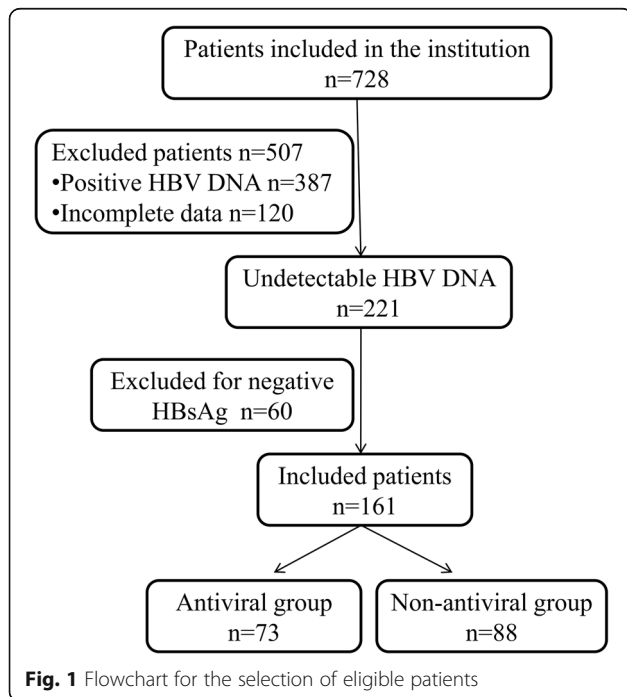 Patients included in the institution
n=728
Excluded patients n=507
•Positive HBV DNA n=387
•Incomplete data n=120
Undetectable HBV DNA
n=221
Excluded for negative
HBsAg n=60
Included patients
n=161
Antiviral group
n=73
Non-antiviral group
n=88
Fig. 1 Flowchart for the selection of eligible patients